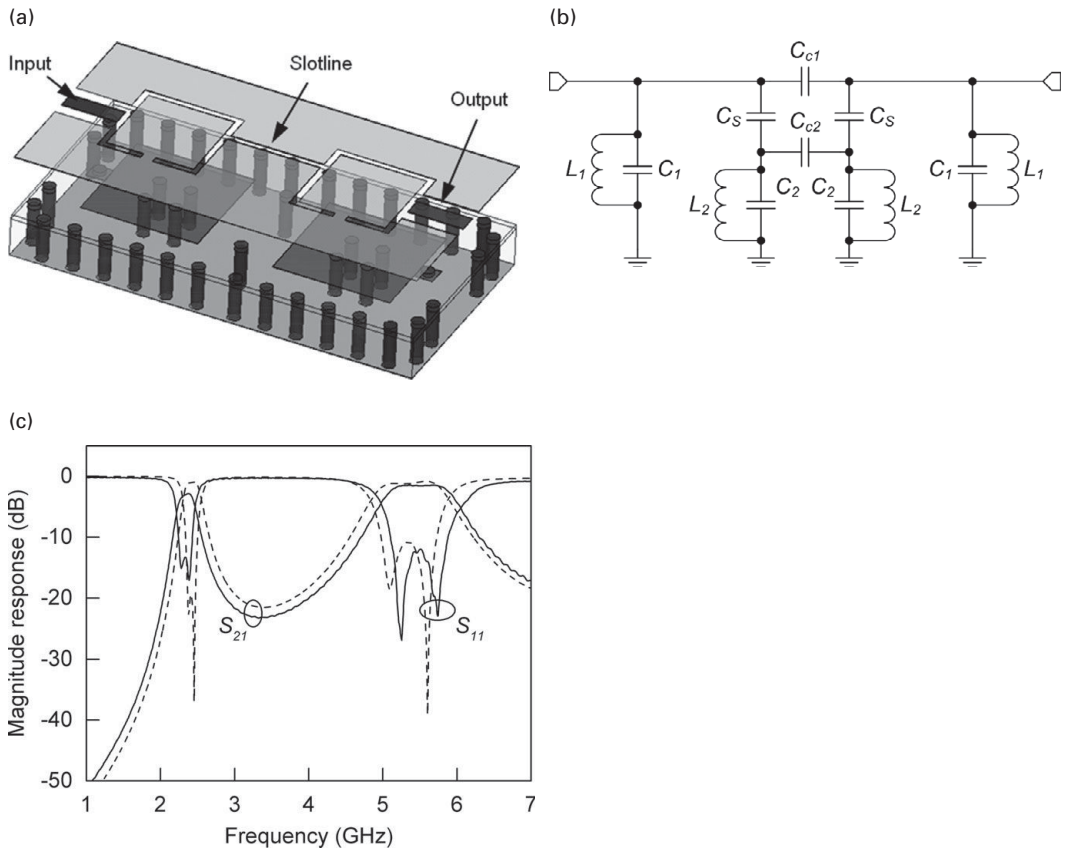 (a)
Input
Slotline
Output
(b)
C_c1
C_S C_c2 C_S
L_1 C_1 C_2 C_2 C_1 L_1
L_2 L_2
(c)
Magnitude response (dB)
0
-10
-20
-30
-40
-50
S_21 S_11
1 2 3 4 5 6 7
Frequency (GHz)